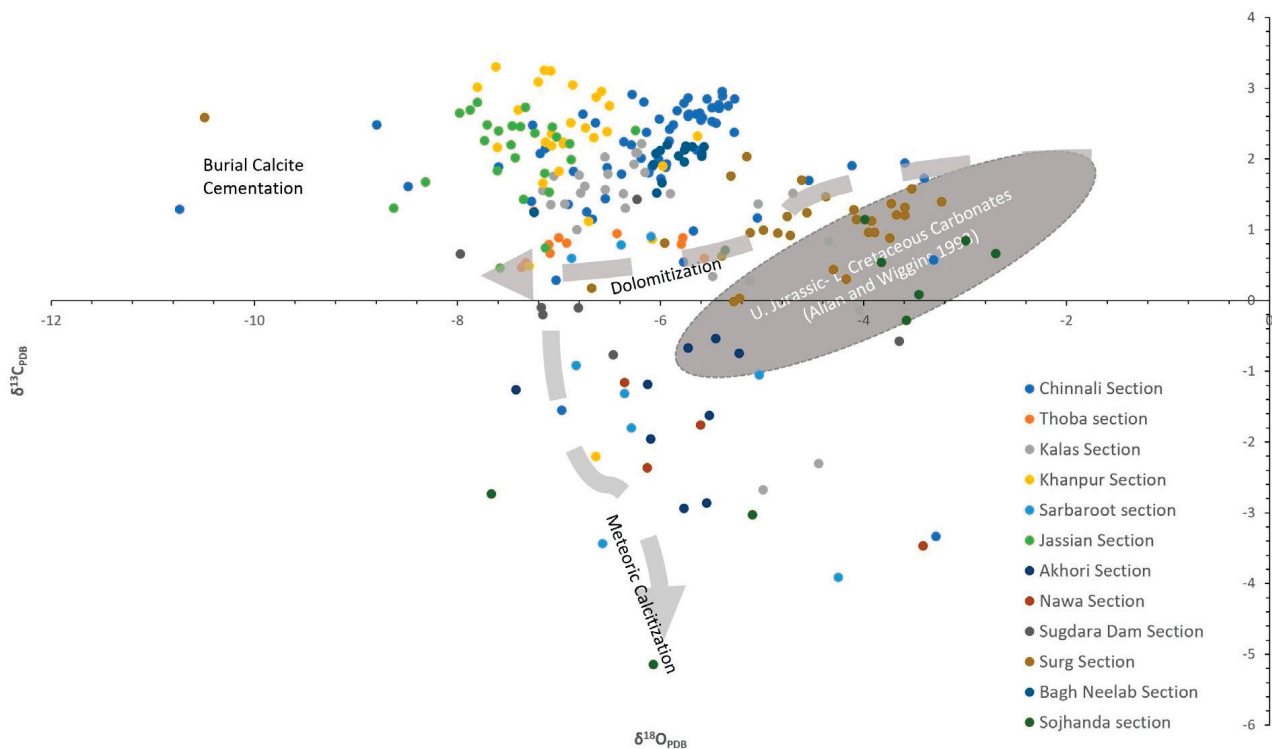 4
3
Burial Calcite
Cementation
2
1
U. Jurassic- L. Cretaceous Carbonates
(Allan and Wiggins 1991)
Dolomitization
-12
-10
-8
-6
-4
-2
0
0
δ13CPDB
-1
Chinnali Section
Thoba section
-2
Kalas Section
Khanpur Section
Sarbaroot section
-3
Jassian Section
Akhori Section
Meteoric Calcitization
-4
Nawa Section
Sugdara Dam Section
-5
Surg Section
Bagh Neelab Section
Sojhanda section
-6
δ18OPDB